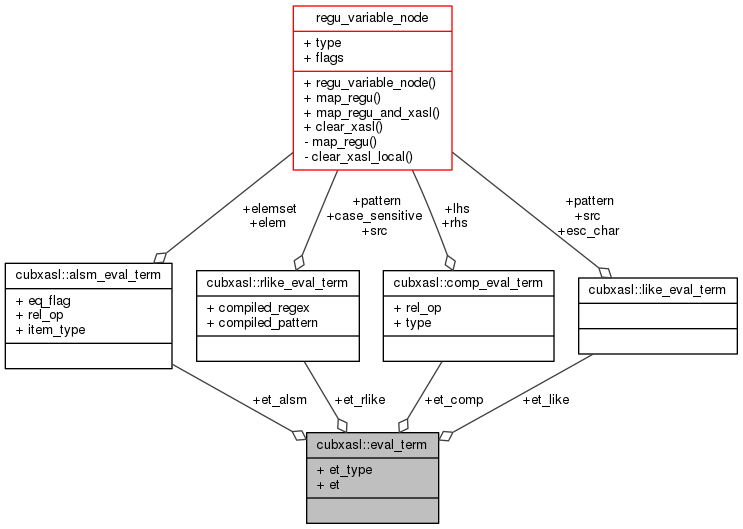 regu_variable_node
+ type
+ flags
+ regu_variable_node()
+ map_regu()
+ map_regu_and_xasl()
+ clear_xasl()
- map_regu()
- clear_xasl_local()
+elemset
+elem
+pattern
+case_sensitive
+src
+lhs
+rhs
+pattern
+src
+esc_char
cubxasl::alsm_eval_term
+ eq_flag
+ rel_op
+ item_type
cubxasl::rlike_eval_term
+ compiled_regex
+ compiled_pattern
cubxasl::comp_eval_term
+ rel_op
+ type
cubxasl::like_eval_term
+et_alsm
+et_rlike
+et_comp
+et_like
cubxasl::eval_term
+ et_type
+ et